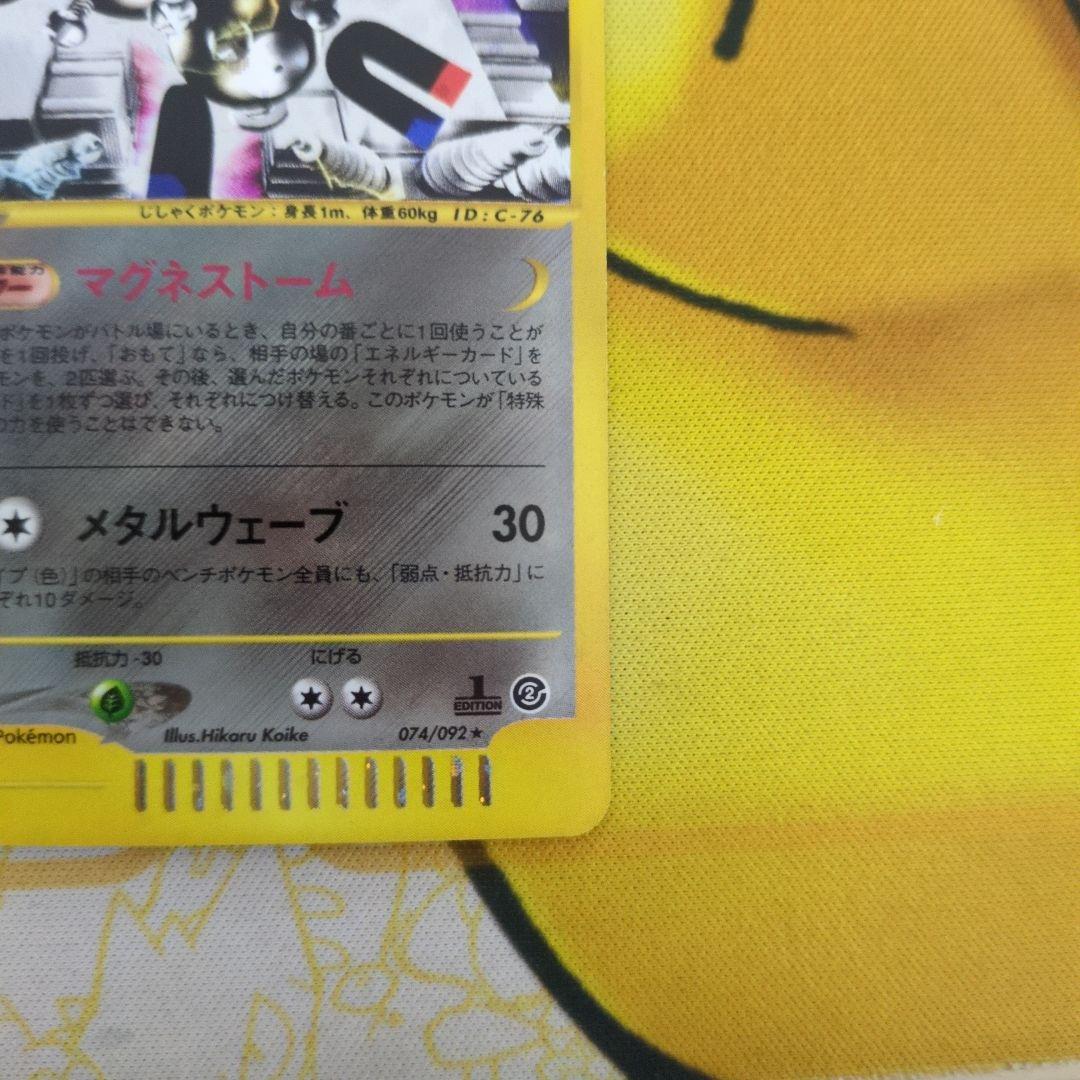 じしゃくポケモン：身長1m、体重60kg ID：C-76
マグネストーム
ポケモンがバトル場にいるとき、自分の番ごとに1回使うことが
を1回投げ、「おもて」なら、相手の場の「エネルギーカード」を
モンを、2匹選ぶ。その後、選んだポケモンそれぞれについている
ド」を1枚ずつ選び、それぞれにつけ替える。このポケモンが「特殊
の力を使うことはできない。
メタルウェーブ 30
イプ（色）」の相手のベンチポケモン全員にも、「弱点・抵抗力」に
ぞれ10ダメージ。
抵抗力 -30 にげる
1 EDITION 2
Pokémon Illus.Hikaru Koike 074/092★